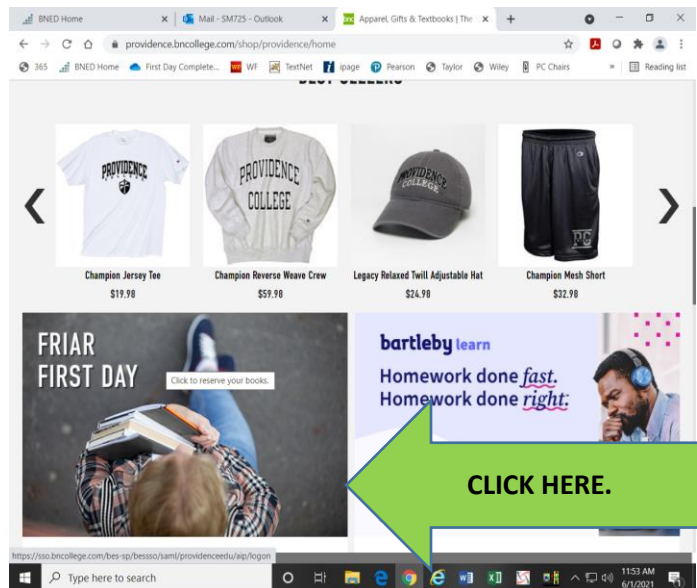 BNED Home
Mail - SM725 - Outlook
Apparel, Gifts & Textbooks | The
providence.bncollege.com/shop/providence/home
365
BNED Home
First Day Complete...
WF
TextNet
ipage
Pearson
Taylor
Wiley
PC Chairs
»
Reading list
BEST SELLERS
PROVIDENCE
PROVIDENCE
COLLEGE
PROVIDENCE
COLLEGE
PC
Champion Jersey Tee
$19.98
Champion Reverse Weave Crew
$59.98
Legacy Relaxed Twill Adjustable Hat
$24.98
Champion Mesh Short
$32.98
FRIAR
FIRST DAY
Click to reserve your books.
bartleby learn
Homework done fast.
Homework done right.
CLICK HERE.
https://sso.bncollege.com/bes-sp/bessso/saml/providenceedu/aip/logon
Type here to search
11:53 AM
6/1/2021